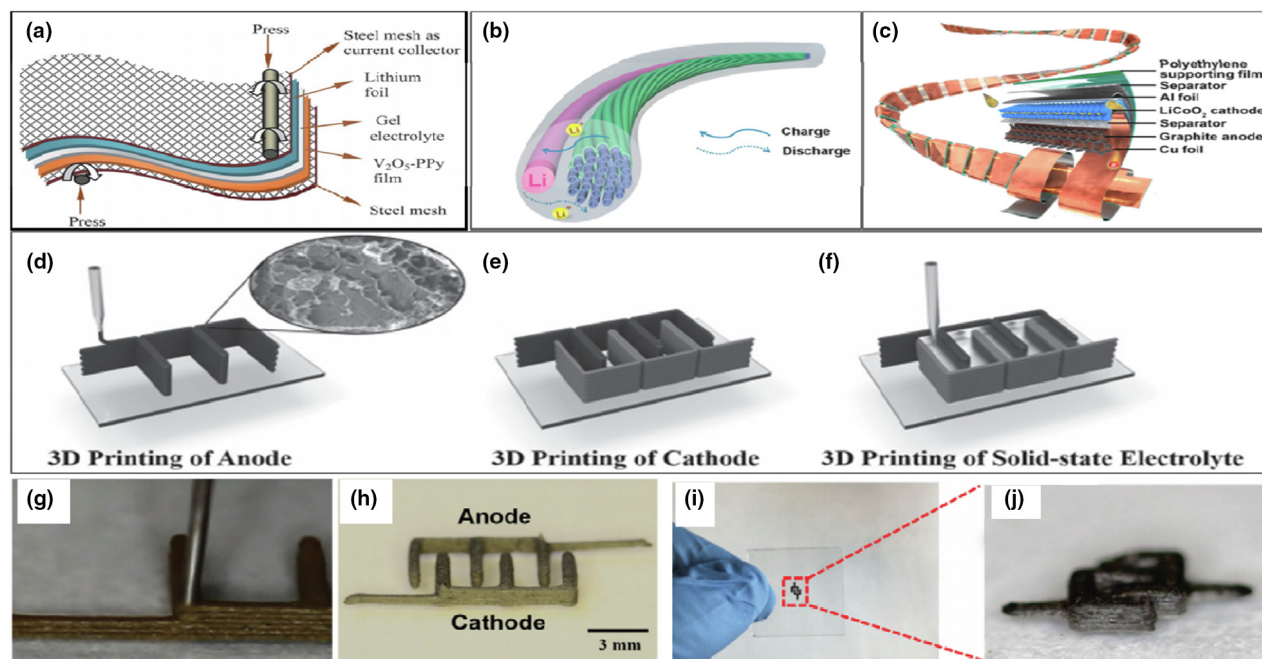 (a)
Press
Steel mesh as
current collector
Lithium
foil
Gel
electrolyte
V₂O₅-PPy
film
Steel mesh
Press
(b)
Li
Charge
Discharge
Li
Li⁺
(c)
Polyethylene
supporting film
Separator
Al foil
LiCoO₂ cathode
Separator
Graphite anode
Cu foil
(d)
3D Printing of Anode
(e)
3D Printing of Cathode
(f)
3D Printing of Solid-state Electrolyte
(g)
(h)
Anode
Cathode
3 mm
(i)
(j)